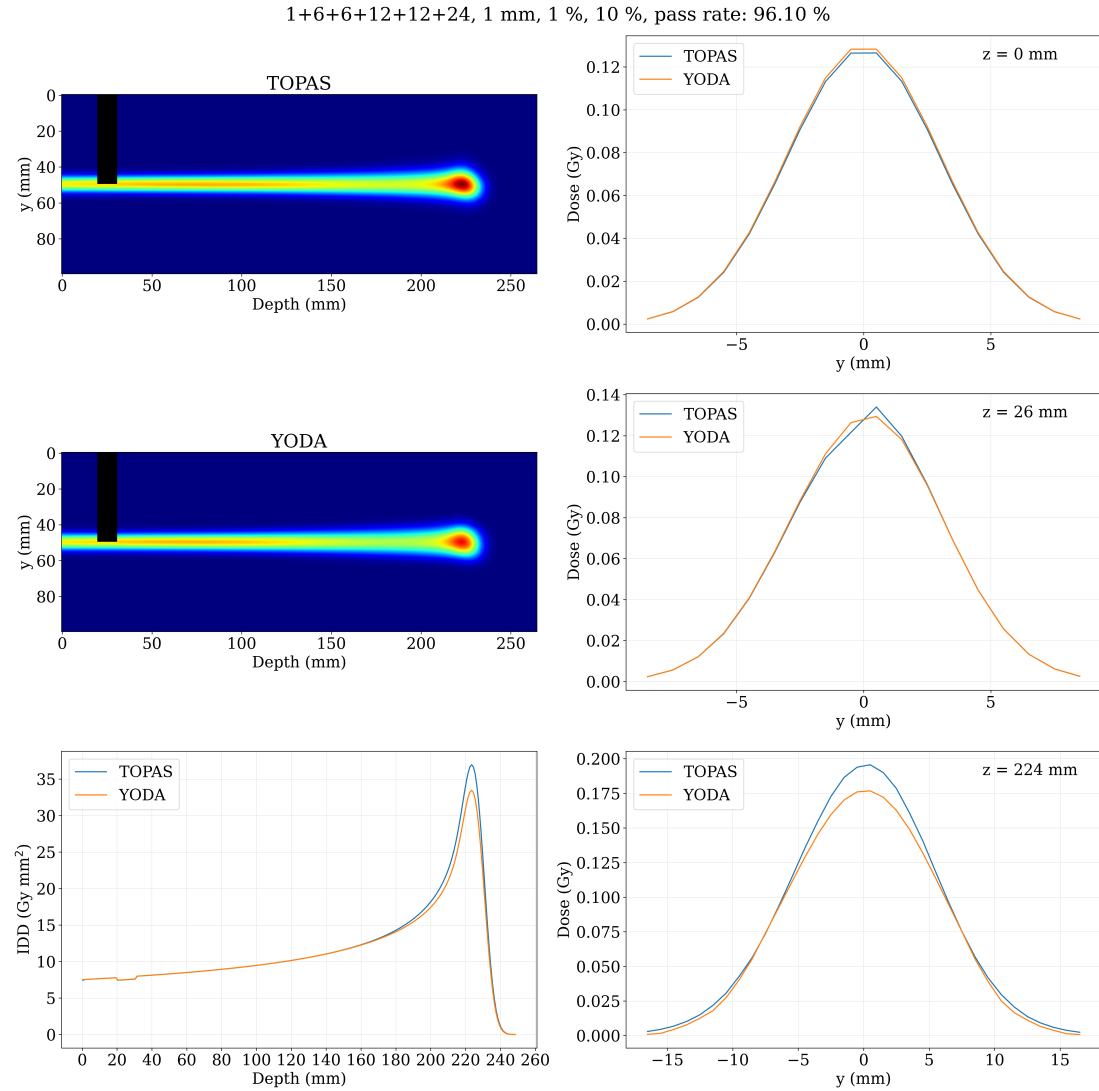 1+6+6+12+12+24, 1 mm, 1 %, 10 %, pass rate: 96.10 %
TOPAS
0
20
40
60
80
y (mm)
0 50 100 150 200 250
Depth (mm)
TOPAS
YODA
z = 0 mm
0.12
0.10
0.08
0.06
0.04
0.02
0.00
Dose (Gy)
−5 0 5
y (mm)
YODA
0
20
40
60
80
y (mm)
0 50 100 150 200 250
Depth (mm)
TOPAS
YODA
z = 26 mm
0.14
0.12
0.10
0.08
0.06
0.04
0.02
0.00
Dose (Gy)
−5 0 5
y (mm)
TOPAS
YODA
35
30
25
20
15
10
5
0
IDD (Gy mm²)
0 20 40 60 80 100 120 140 160 180 200 220 240 260
Depth (mm)
TOPAS
YODA
z = 224 mm
0.200
0.175
0.150
0.125
0.100
0.075
0.050
0.025
0.000
Dose (Gy)
−15 −10 −5 0 5 10 15
y (mm)